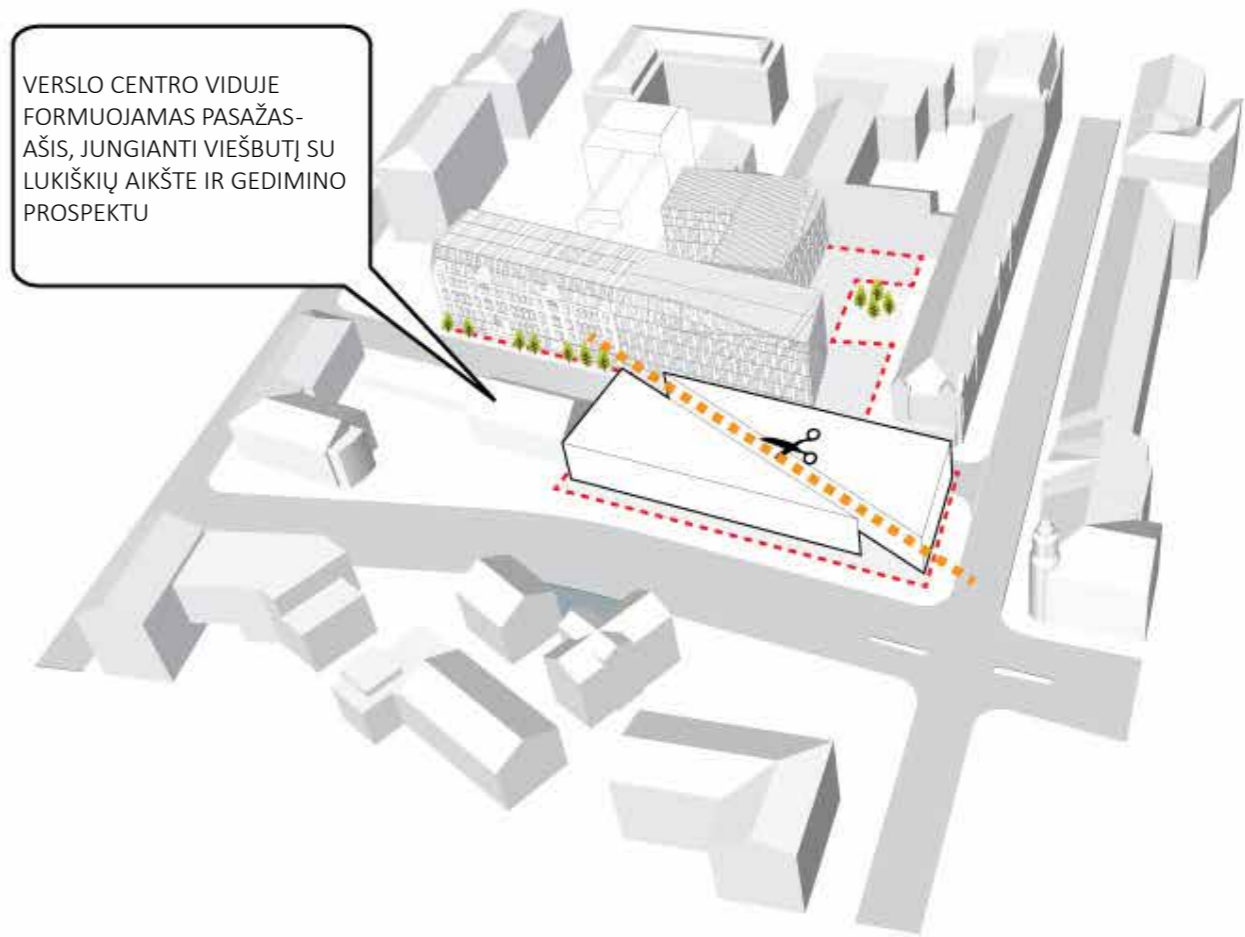 VERSLO CENTRO VIDUJE
FORMUOJAMAS PASAŽAS-
AŠIS, JUNGIANTI VIEŠBUTĮ SU
LUKIŠKIŲ AIKŠTE IR GEDIMINO
PROSPEKTU